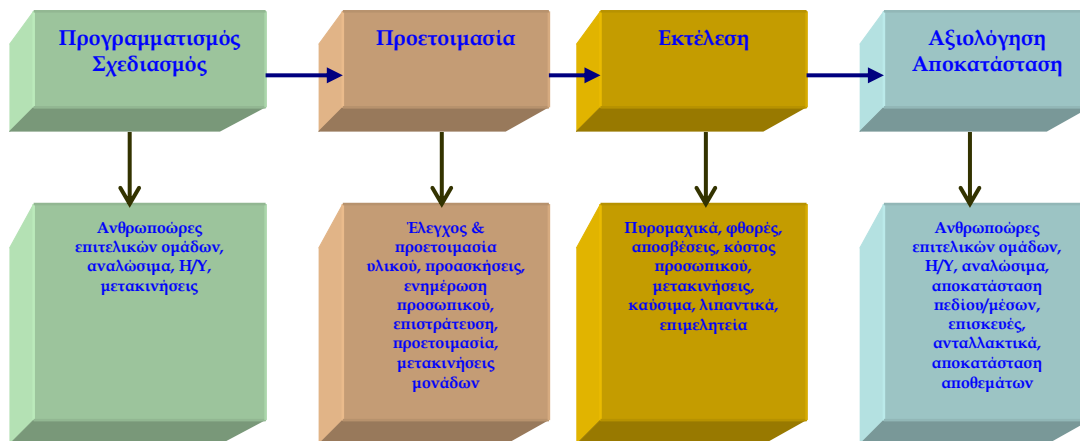 Προγραμματισμός
Σχεδιασμός
Προετοιμασία
Εκτέλεση
Αξιολόγηση
Αποκατάσταση
Ανθρωποώρες
επιτελικών ομάδων,
αναλώσιμα, Η/Υ,
μετακινήσεις
Έλεγχος &
προετοιμασία
υλικού, προασκήσεις,
ενημέρωση
προσωπικού,
επιστράτευση,
προετοιμασία,
μετακινήσεις
μονάδων
Πυρομαχικά, φθορές,
αποσβέσεις, κόστος
προσωπικού,
μετακινήσεις,
καύσιμα, λιπαντικά,
επιμελητεία
Ανθρωποώρες
επιτελικών ομάδων,
Η/Υ, αναλώσιμα,
αποκατάσταση
πεδίου/μέσων,
επισκευές,
ανταλλακτικά,
αποκατάσταση
αποθεμάτων